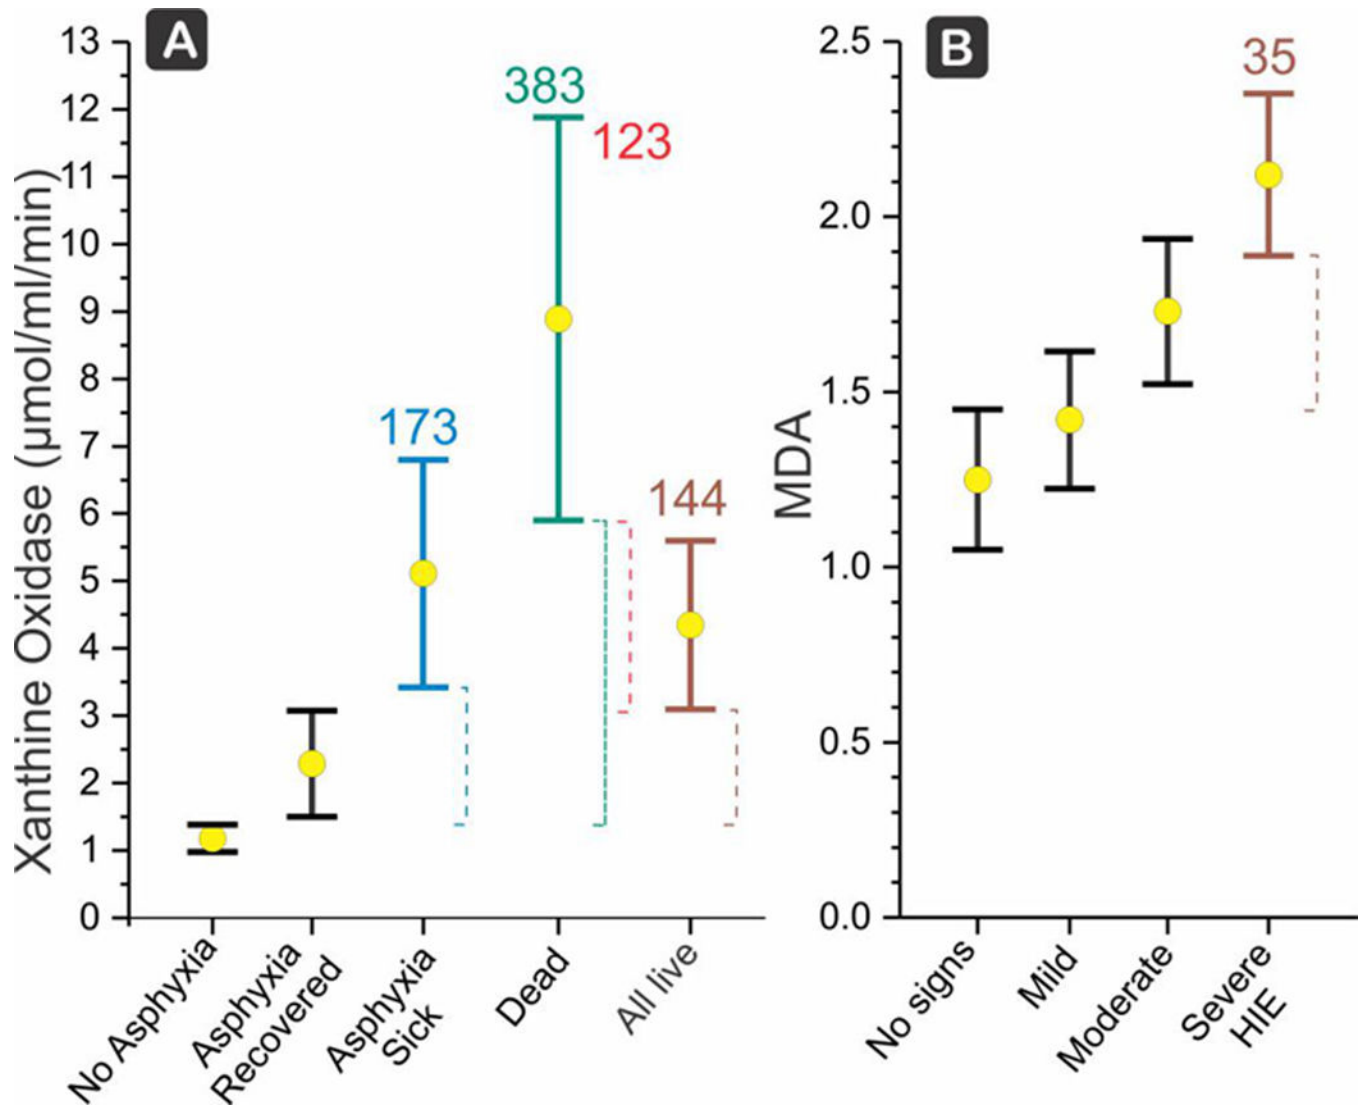 A
Xanthine Oxidase (µmol/ml/min)
13
12
11
10
9
8
7
6
5
4
3
2
1
0
173
383
123
144
No Asphyxia
Asphyxia
Recovered
Asphyxia
Sick
Dead
All live
B
MDA
2.5
2.0
1.5
1.0
0.5
0.0
35
No signs
Mild
Moderate
Severe
HIE